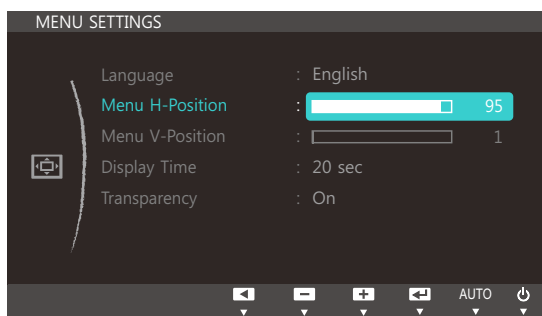 MENU SETTINGS
Language : English
Menu H-Position : 95
Menu V-Position : 1
Display Time : 20 sec
Transparency : On
AUTO